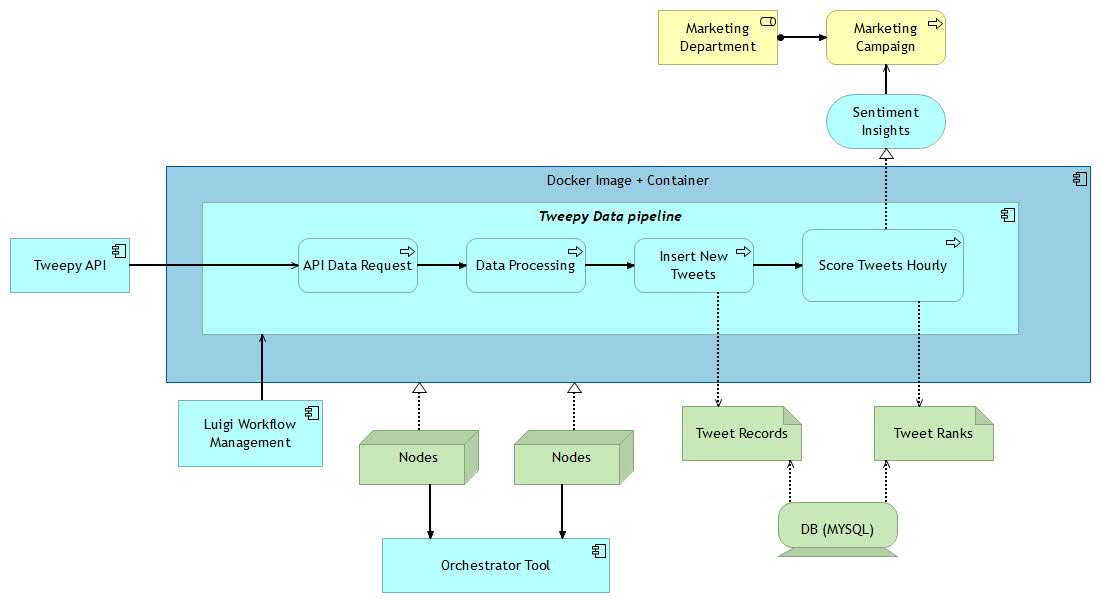 Marketing
Department
Marketing
Campaign
Sentiment
Insights
Docker Image + Container
Tweepy Data pipeline
Tweepy API
API Data Request
Data Processing
Insert New
Tweets
Score Tweets Hourly
Luigi Workflow
Management
Nodes
Nodes
Tweet Records
Tweet Ranks
DB (MYSQL)
Orchestrator Tool